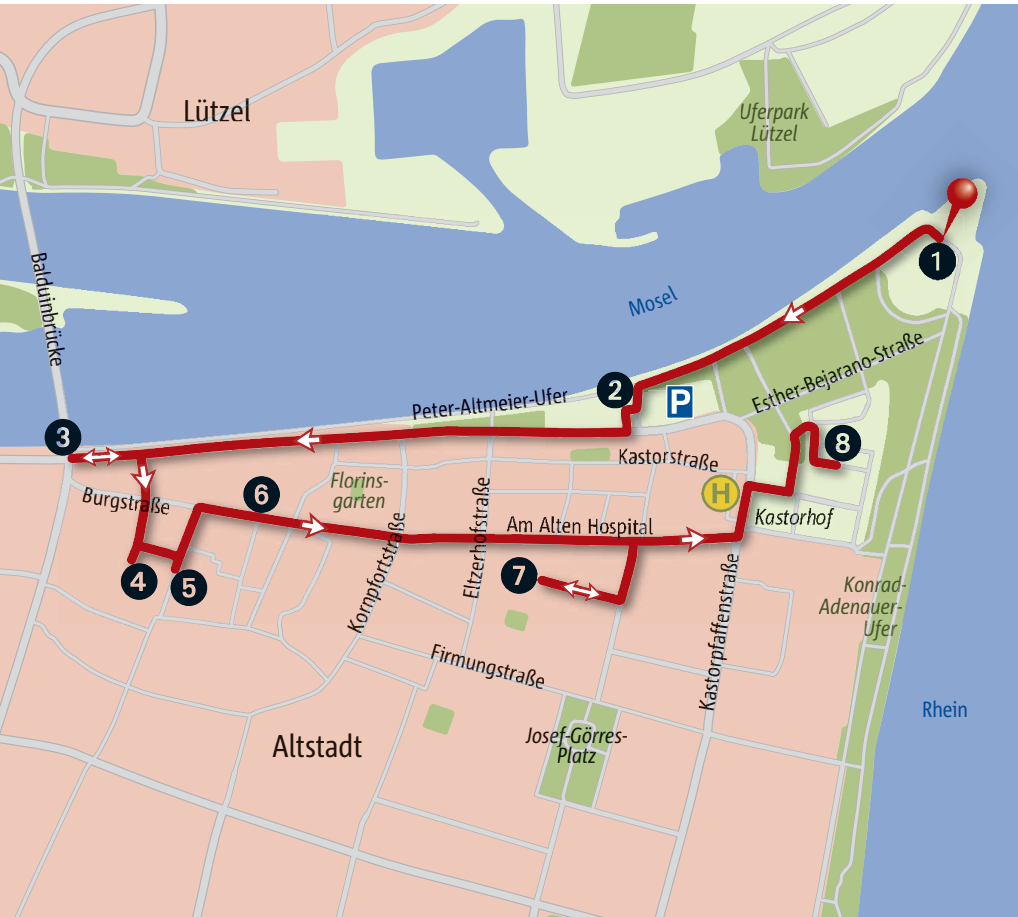 Lützel
Uferpark
Lützel
1
Balduinbrücke
Mosel
Esther-Bejarano-Straße
2
P
Peter-Altmeier-Ufer
3
8
Kastorstraße
Burgstraße
6
Florins-
garten
H
Kastorhof
Am Alten Hospital
Eltzerhofstraße
Kornpfortstraße
4
5
7
Kastorpfaffenstraße
Konrad-
Adenauer-
Ufer
Firmungstraße
Rhein
Altstadt
Josef-Görres-
Platz